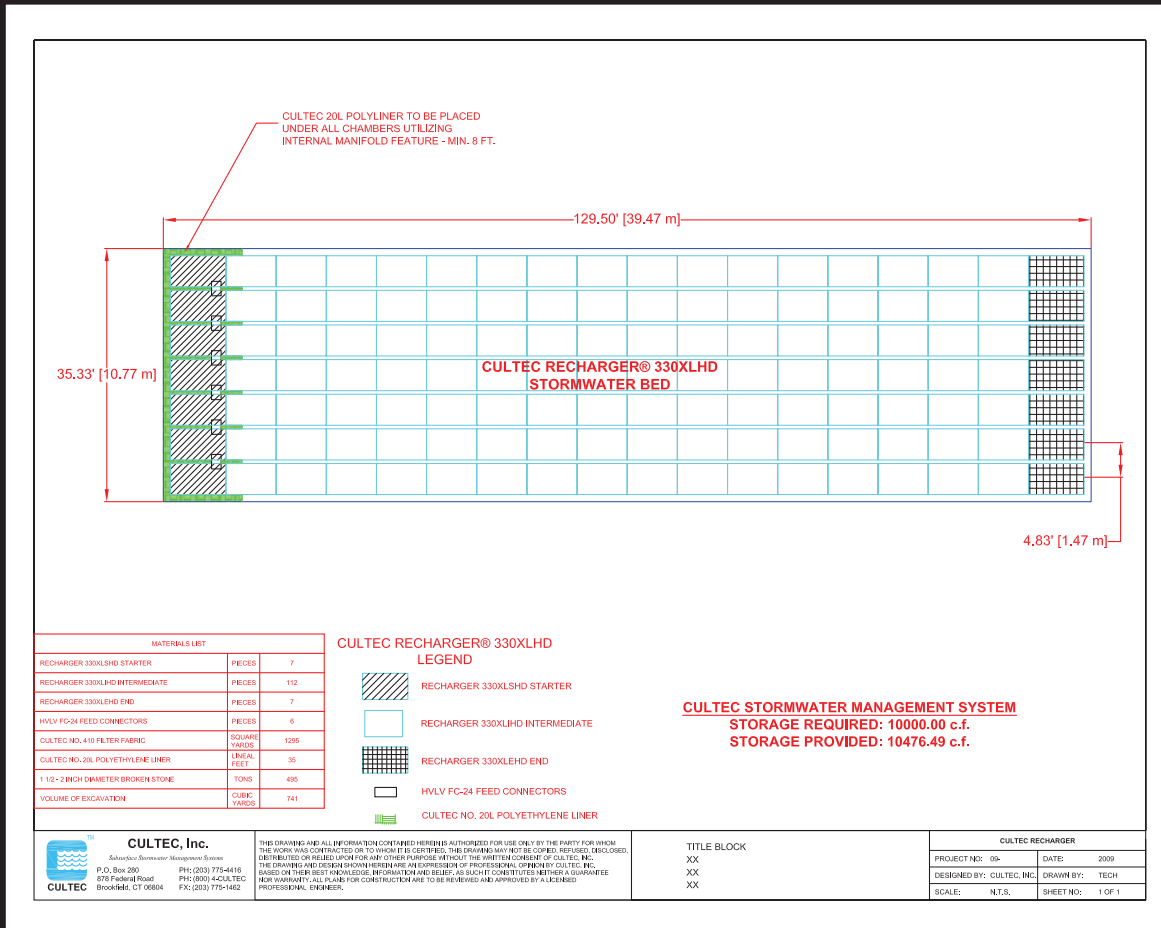 CULTEC 20L POLYLINER TO BE PLACED
UNDER ALL CHAMBERS UTILIZING
INTERNAL MANIFOLD FEATURE - MIN. 8 FT.
129.50' [39.47 m]
35.33' [10.77 m]
CULTEC RECHARGER® 330XLHD
STORMWATER BED
4.83' [1.47 m]
MATERIALS LIST
RECHARGER 330XLSHD STARTER PIECES 7
RECHARGER 330XLIHD INTERMEDIATE PIECES 112
RECHARGER 330XLEHD END PIECES 7
HVLV FC-24 FEED CONNECTORS PIECES 6
CULTEC NO. 410 FILTER FABRIC SQUARE YARDS 1295
CULTEC NO. 20L POLYETHYLENE LINER LINEAL FEET 35
1 1/2 - 2 INCH DIAMETER BROKEN STONE TONS 495
VOLUME OF EXCAVATION CUBIC YARDS 741
CULTEC RECHARGER® 330XLHD
LEGEND
RECHARGER 330XLSHD STARTER
RECHARGER 330XLIHD INTERMEDIATE
RECHARGER 330XLEHD END
HVLV FC-24 FEED CONNECTORS
CULTEC NO. 20L POLYETHYLENE LINER
CULTEC STORMWATER MANAGEMENT SYSTEM
STORAGE REQUIRED: 10000.00 c.f.
STORAGE PROVIDED: 10476.49 c.f.
TM
CULTEC
CULTEC, Inc.
Subsurface Stormwater Management Systems
P.O. Box 280 PH: (203) 775-4416
878 Federal Road PH: (800) 4-CULTEC
Brookfield, CT 06804 FX: (203) 775-1462
THIS DRAWING AND ALL INFORMATION CONTAINED HEREIN IS AUTHORIZED FOR USE ONLY BY THE PARTY FOR WHOM
THE WORK WAS CONTRACTED OR TO WHOM IT IS CERTIFIED. THIS DRAWING MAY NOT BE COPIED, REFUSED, DISCLOSED,
DISTRIBUTED OR RELIED UPON FOR ANY OTHER PURPOSE WITHOUT THE WRITTEN CONSENT OF CULTEC, INC.
THE DRAWING AND DESIGN SHOWN HEREIN ARE AN EXPRESSION OF PROFESSIONAL OPINION BY CULTEC, INC.
BASED ON THEIR BEST KNOWLEDGE, INFORMATION AND BELIEF. AS SUCH IT CONSTITUTES NEITHER A GUARANTEE
NOR WARRANTY. ALL PLANS FOR CONSTRUCTION ARE TO BE REVIEWED AND APPROVED BY A LICENSED
PROFESSIONAL ENGINEER.
TITLE BLOCK
XX
XX
XX
CULTEC RECHARGER
PROJECT NO: 09- DATE: 2009
DESIGNED BY: CULTEC, INC. DRAWN BY: TECH
SCALE: N.T.S. SHEET NO: 1 OF 1